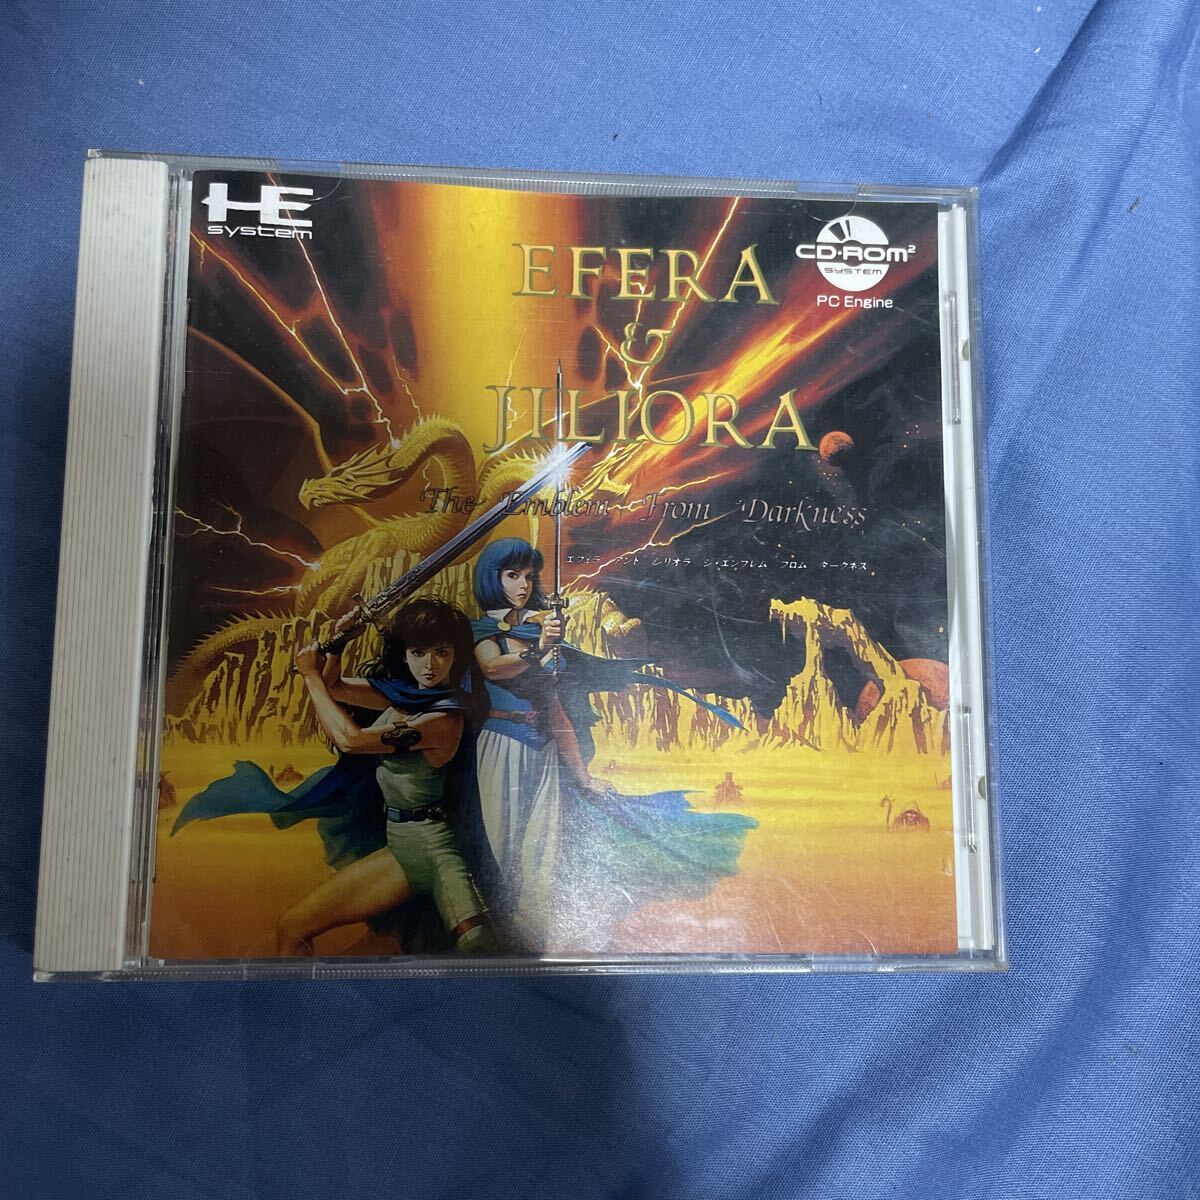 HE
system
EFERA
&
JILIORA
The Emblem From Darkness
エフェラ アンド ジリオラ ジ・エンブレム フロム ダークネス
CD-ROM²
SYSTEM
PC Engine